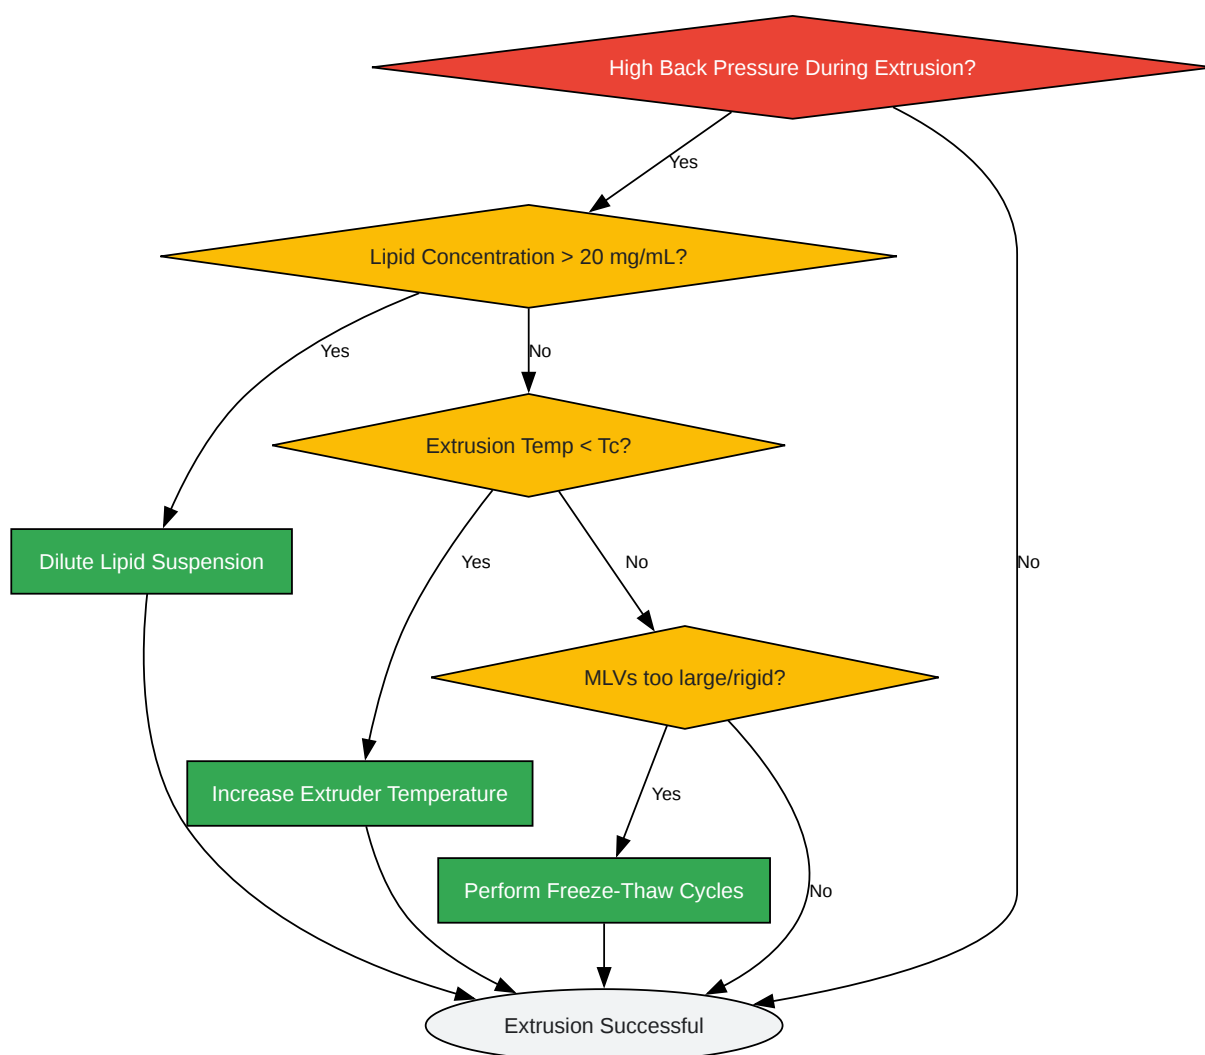 High Back Pressure During Extrusion?
Yes
Lipid Concentration > 20 mg/mL?
Yes
No
Extrusion Temp < Tc?
Dilute Lipid Suspension
Yes
No
No
MLVs too large/rigid?
Increase Extruder Temperature
Yes
Perform Freeze-Thaw Cycles
No
Extrusion Successful